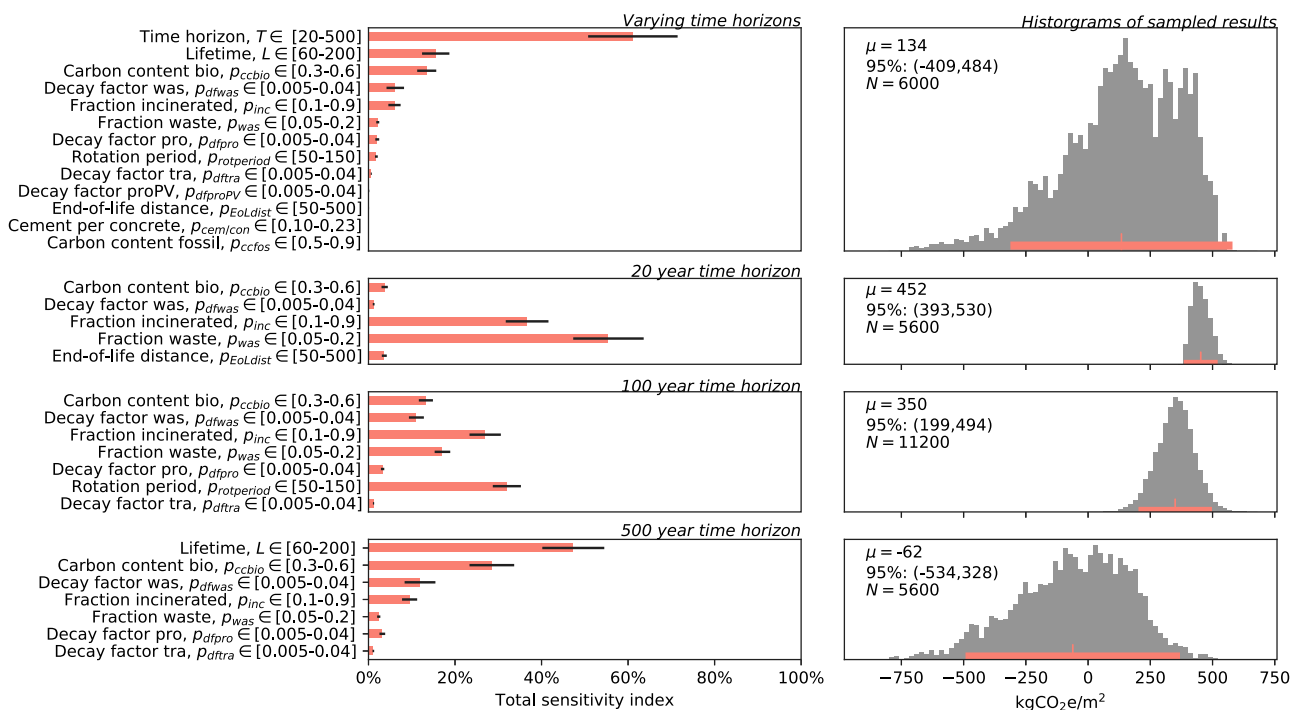 Varying time horizons
Time horizon, T ∈ [20-500]
Lifetime, L ∈ [60-200]
Carbon content bio, p_ccbio ∈ [0.3-0.6]
Decay factor was, p_dfwas ∈ [0.005-0.04]
Fraction incinerated, p_inc ∈ [0.1-0.9]
Fraction waste, p_was ∈ [0.05-0.2]
Decay factor pro, p_dfpro ∈ [0.005-0.04]
Rotation period, p_rotperiod ∈ [50-150]
Decay factor tra, p_dftra ∈ [0.005-0.04]
Decay factor proPV, p_dfproPV ∈ [0.005-0.04]
End-of-life distance, p_EoLdist ∈ [50-500]
Cement per concrete, p_cem/con ∈ [0.10-0.23]
Carbon content fossil, p_ccfos ∈ [0.5-0.9]
Historgrams of sampled results
μ = 134
95%: (-409,484)
N = 6000
20 year time horizon
Carbon content bio, p_ccbio ∈ [0.3-0.6]
Decay factor was, p_dfwas ∈ [0.005-0.04]
Fraction incinerated, p_inc ∈ [0.1-0.9]
Fraction waste, p_was ∈ [0.05-0.2]
End-of-life distance, p_EoLdist ∈ [50-500]
μ = 452
95%: (393,530)
N = 5600
100 year time horizon
Carbon content bio, p_ccbio ∈ [0.3-0.6]
Decay factor was, p_dfwas ∈ [0.005-0.04]
Fraction incinerated, p_inc ∈ [0.1-0.9]
Fraction waste, p_was ∈ [0.05-0.2]
Decay factor pro, p_dfpro ∈ [0.005-0.04]
Rotation period, p_rotperiod ∈ [50-150]
Decay factor tra, p_dftra ∈ [0.005-0.04]
μ = 350
95%: (199,494)
N = 11200
500 year time horizon
Lifetime, L ∈ [60-200]
Carbon content bio, p_ccbio ∈ [0.3-0.6]
Decay factor was, p_dfwas ∈ [0.005-0.04]
Fraction incinerated, p_inc ∈ [0.1-0.9]
Fraction waste, p_was ∈ [0.05-0.2]
Decay factor pro, p_dfpro ∈ [0.005-0.04]
Decay factor tra, p_dftra ∈ [0.005-0.04]
0% 20% 40% 60% 80% 100%
Total sensitivity index
μ = -62
95%: (-534,328)
N = 5600
−750 −500 −250 0 250 500 750
kgCO₂e/m²